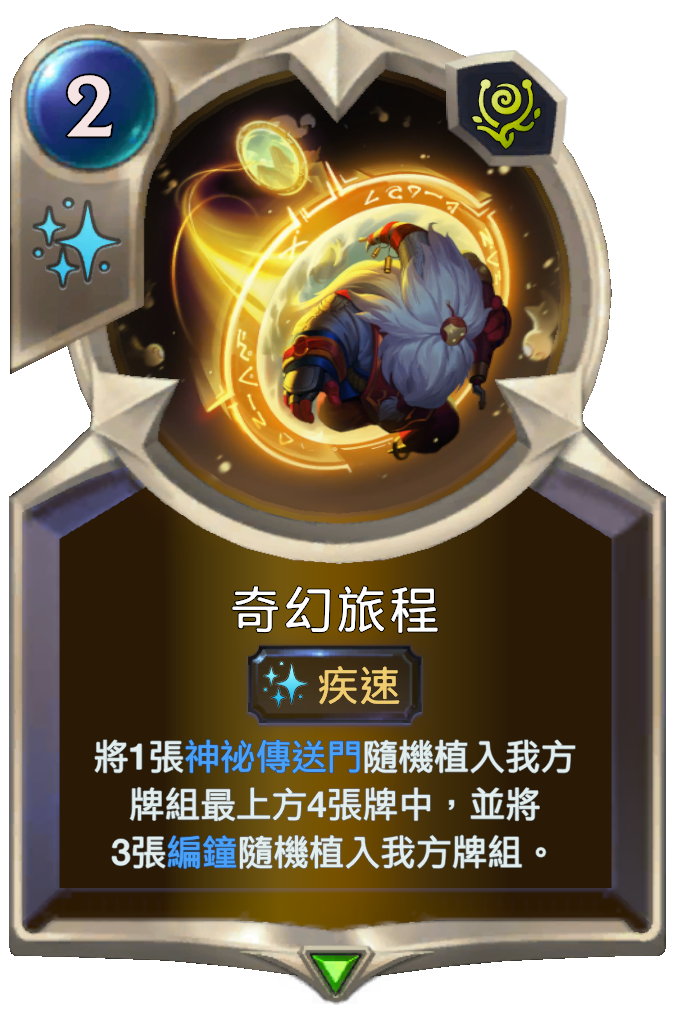 2
奇幻旅程
疾速
將1張神祕傳送門隨機植入我方
牌組最上方4張牌中，並將
3張編鐘隨機植入我方牌組。